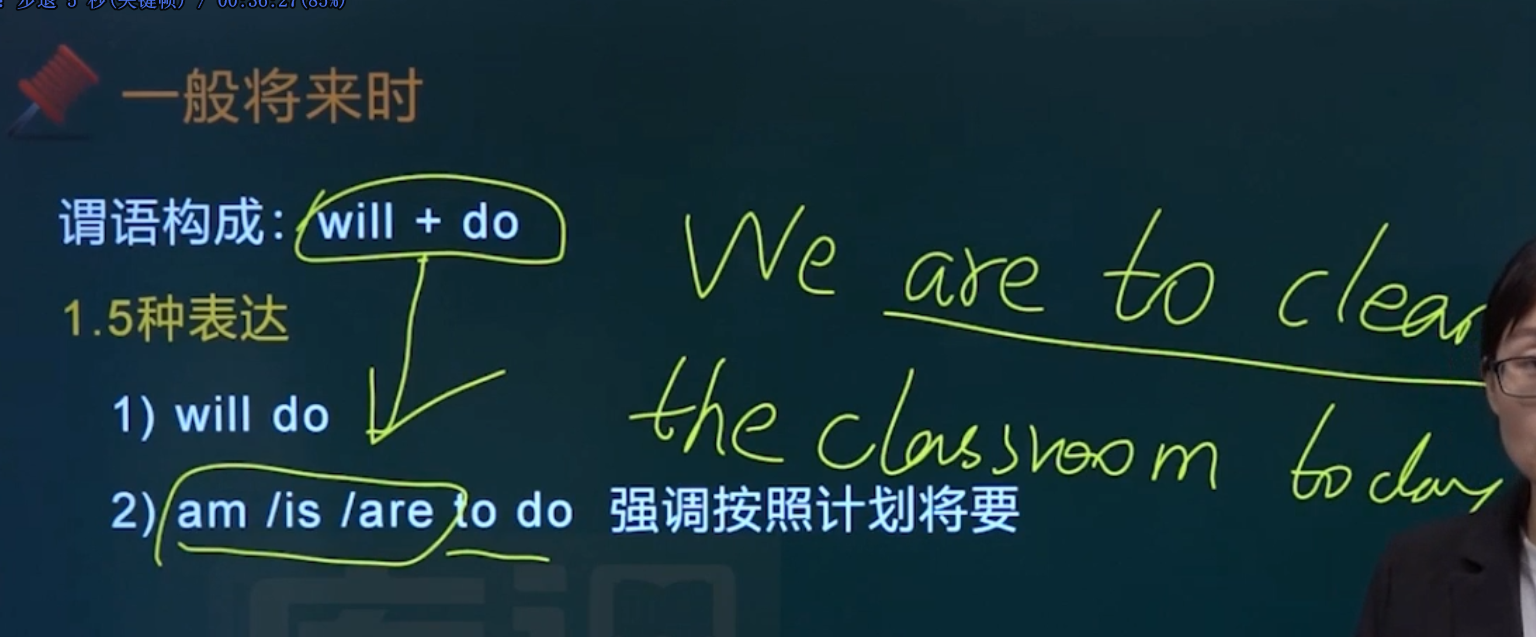 步退 5 秒(关键帧) / 00:36:27(85%)
一般将来时
谓语构成：will + do
1.5种表达
1) will do
2) am /is /are to do 强调按照计划将要
We are to clean
the classroom today